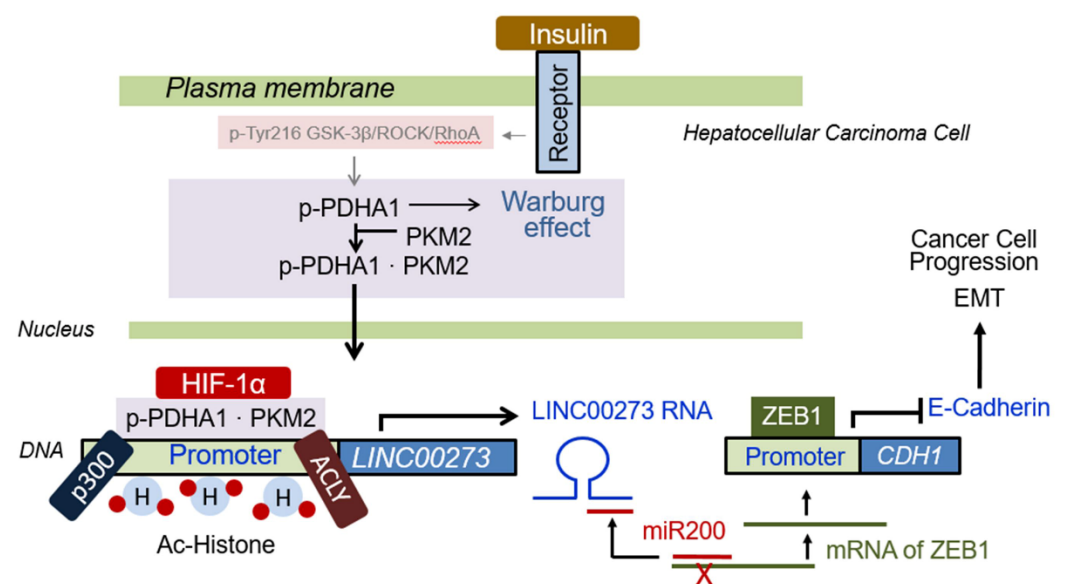 Insulin
Plasma membrane
Receptor
p-Tyr216 GSK-3β/ROCK/RhoA
Hepatocellular Carcinoma Cell
p-PDHA1
Warburg
effect
PKM2
p-PDHA1 · PKM2
Cancer Cell
Progression
EMT
Nucleus
HIF-1α
p-PDHA1 · PKM2
LINC00273 RNA
ZEB1
E-Cadherin
DNA
p300
Promoter
ACLY
LINC00273
Promoter
CDH1
H
H
H
Ac-Histone
miR200
mRNA of ZEB1
X